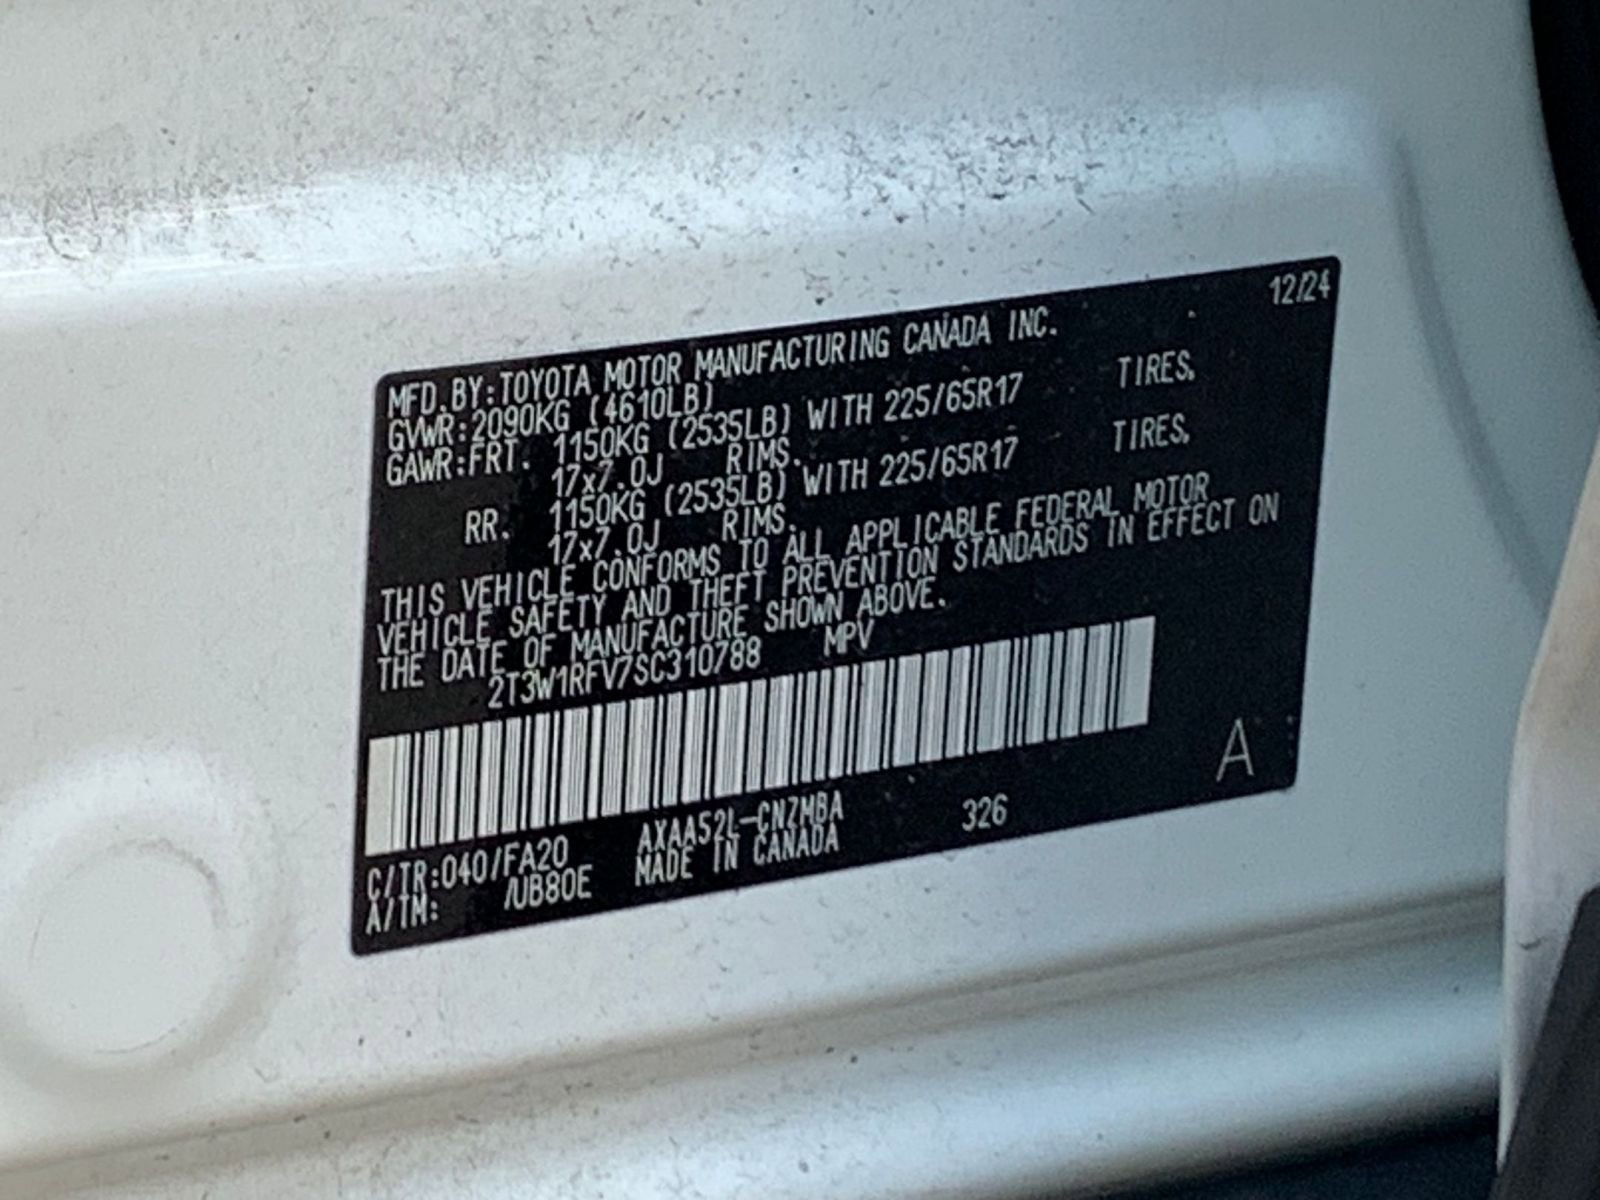 12/24
MFD.BY:TOYOTA MOTOR MANUFACTURING CANADA INC.
GVWR:2090KG (4610LB)
GAWR:FRT. 1150KG (2535LB) WITH 225/65R17 TIRES,
17x7.0J RIMS.
RR. 1150KG (2535LB) WITH 225/65R17 TIRES,
17x7.0J RIMS.
THIS VEHICLE CONFORMS TO ALL APPLICABLE FEDERAL MOTOR
VEHICLE SAFETY AND THEFT PREVENTION STANDARDS IN EFFECT ON
THE DATE OF MANUFACTURE SHOWN ABOVE.
2T3W1RFV7SC310788 MPV
A
C/TR:040/FA20 AXAA52L-CNZMBA 326
A/TM: /UB80E MADE IN CANADA